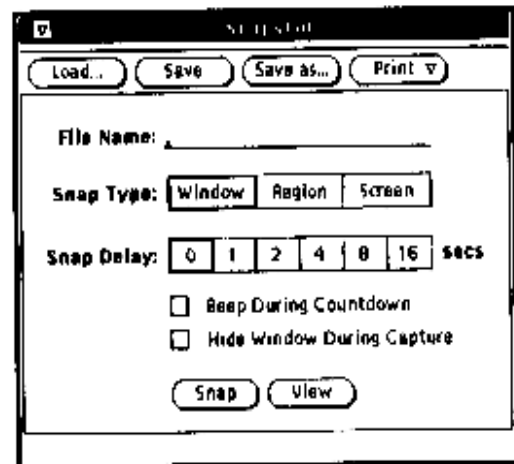 Load... Save Save as... Print
File Name:
Snap Type: Window Region Screen
Snap Delay: 0 1 2 4 8 16 secs
Beep During Countdown
Hide Window During Capture
Snap View